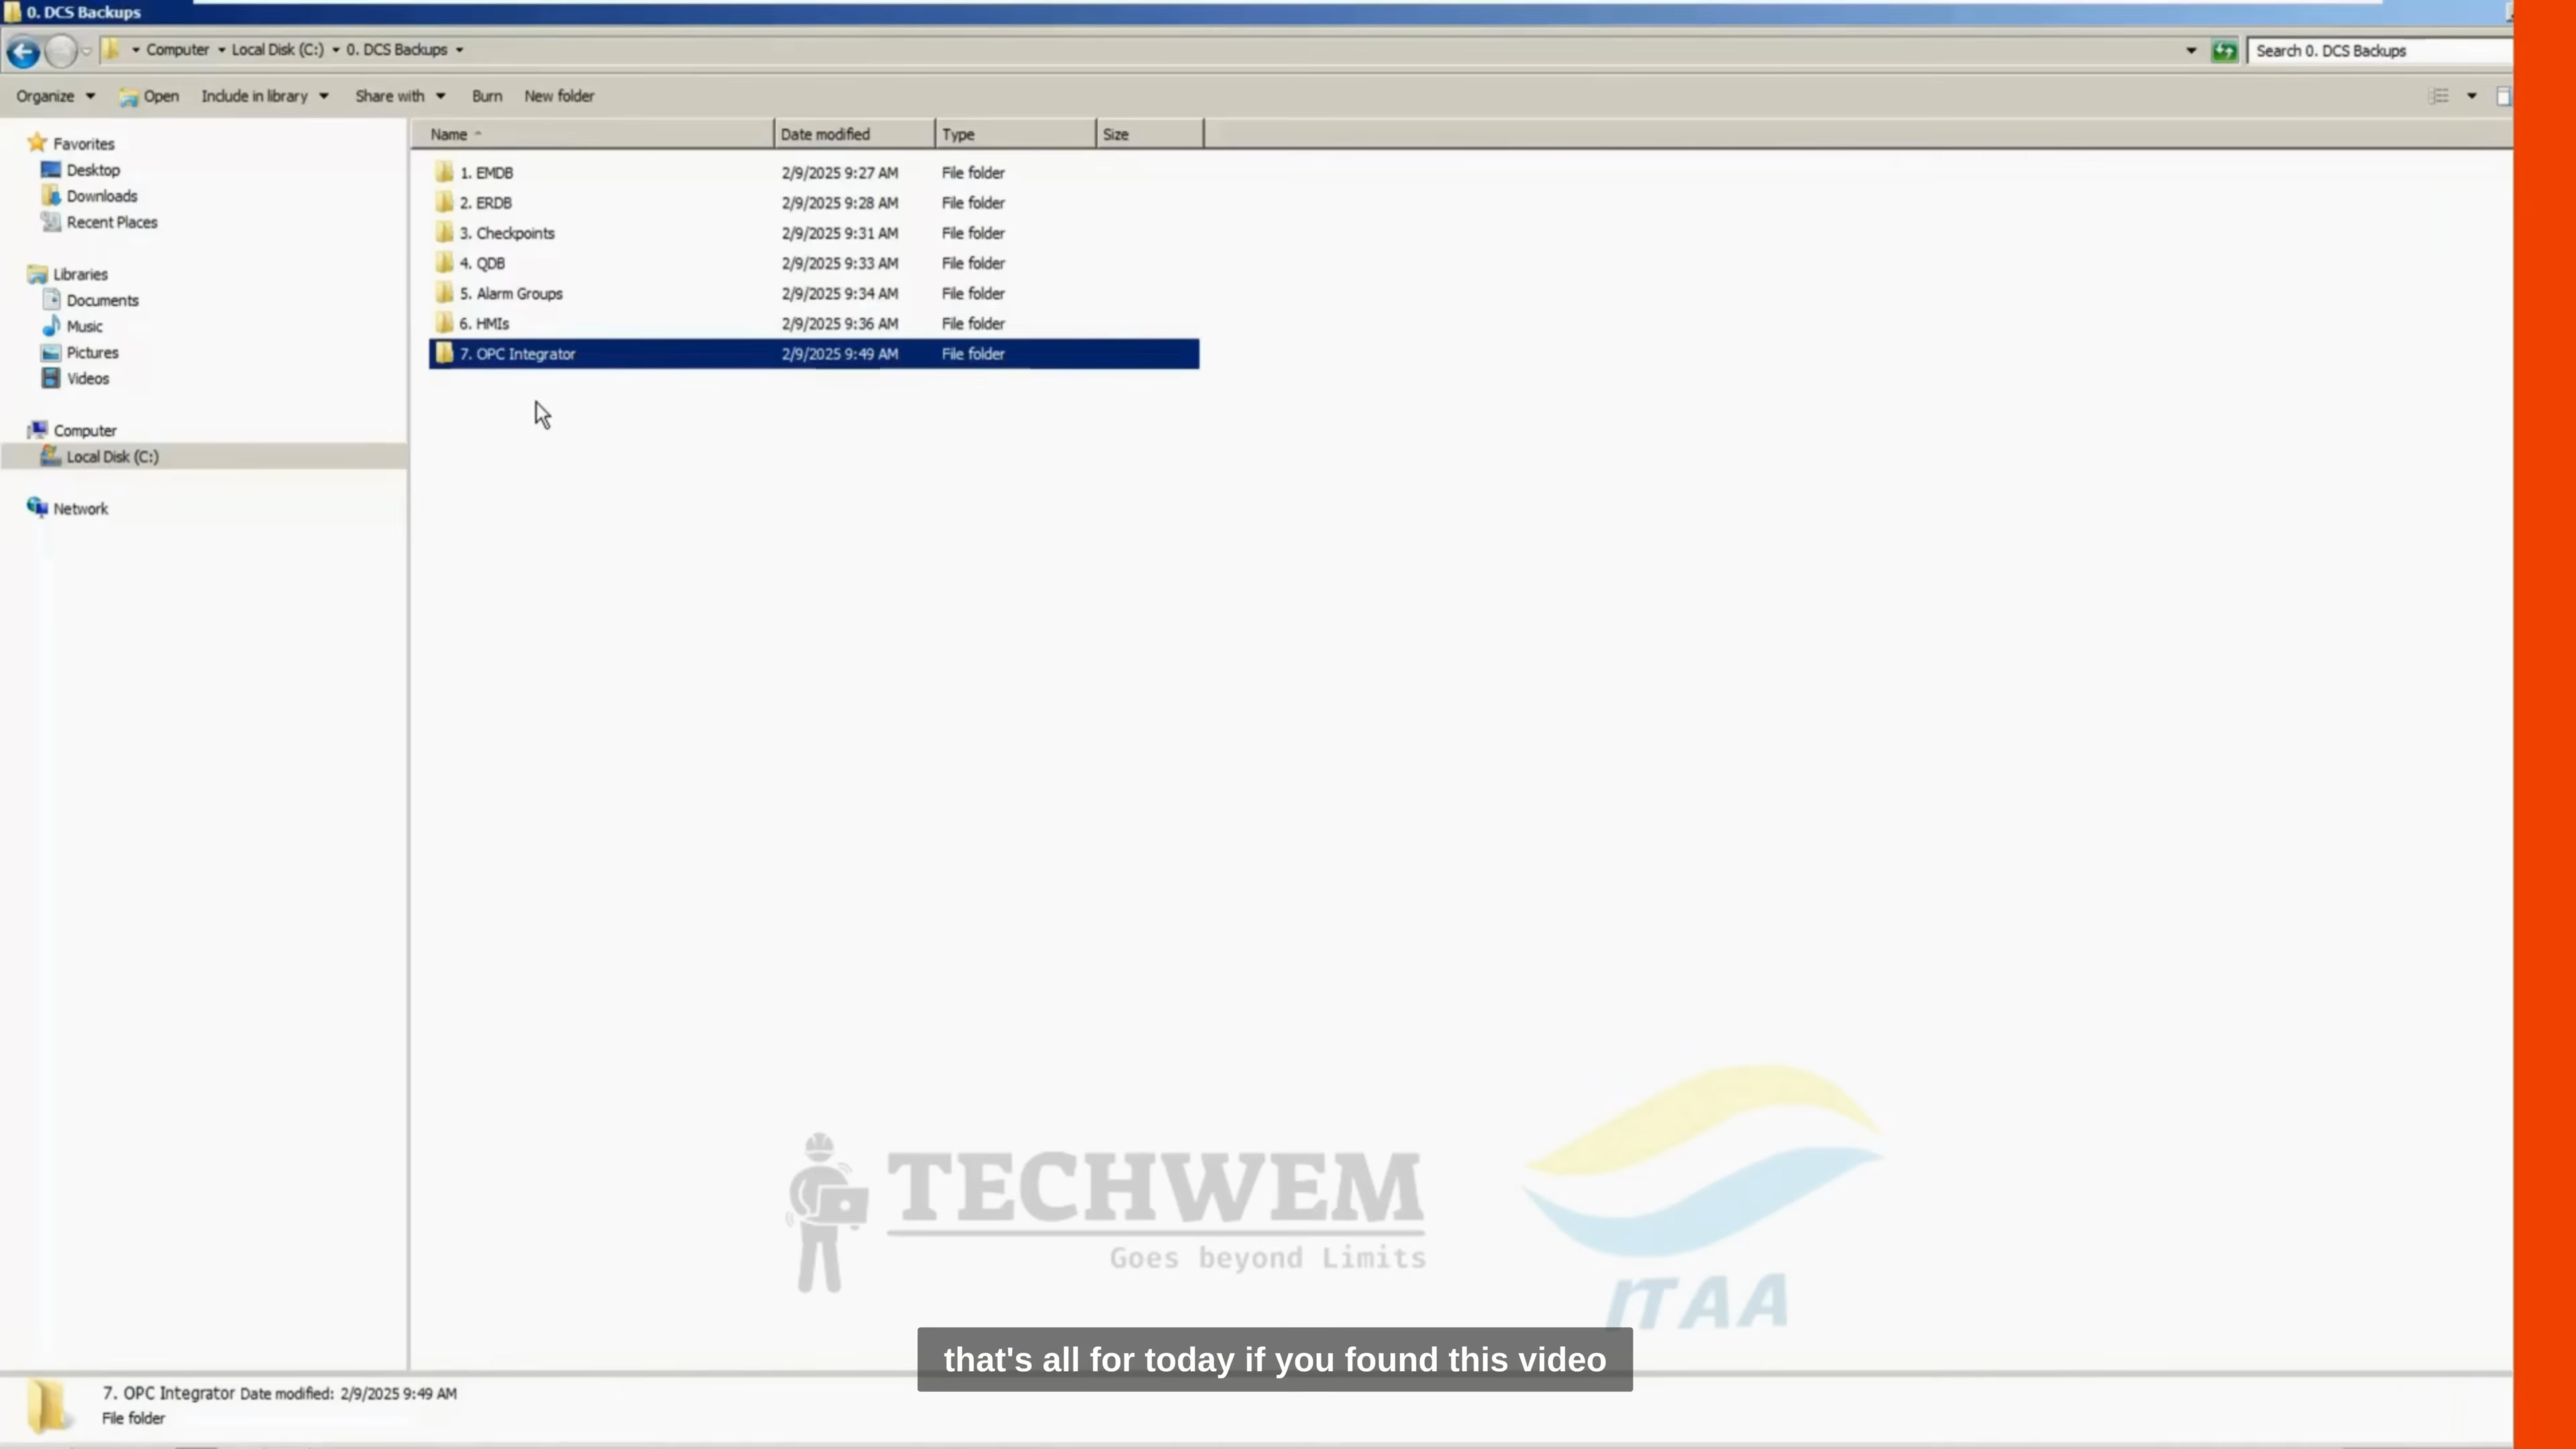 0. DCS Backups
Computer Local Disk (C:) 0. DCS Backups
Search 0. DCS Backups
Organize Open Include in library Share with Burn New folder
Favorites
Desktop
Downloads
Recent Places
Libraries
Documents
Music
Pictures
Videos
Computer
Local Disk (C:)
Network
Name Date modified Type Size
1. EMDB 2/9/2025 9:27 AM File folder
2. ERDB 2/9/2025 9:28 AM File folder
3. Checkpoints 2/9/2025 9:31 AM File folder
4. QDB 2/9/2025 9:33 AM File folder
5. Alarm Groups 2/9/2025 9:34 AM File folder
6. HMIs 2/9/2025 9:36 AM File folder
7. OPC Integrator 2/9/2025 9:49 AM File folder
TECHWEM
Goes beyond Limits
ITAA
that's all for today if you found this video
7. OPC Integrator Date modified: 2/9/2025 9:49 AM
File folder